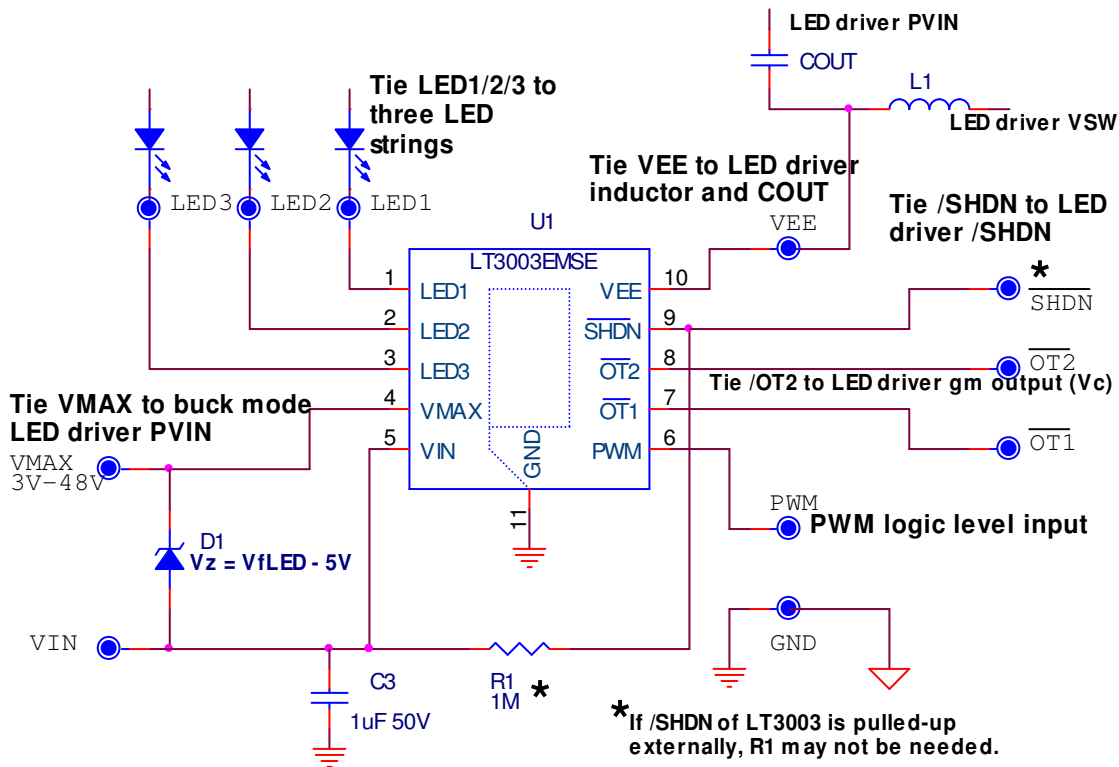 LED driver PVIN
COUT
L1
LED driver VSW
Tie LED1/2/3 to
three LED
strings
LED3
LED2
LED1
Tie VEE to LED driver
inductor and COUT
VEE
Tie /SHDN to LED
driver /SHDN
*
SHDN
U1
LT3003EMSE
1
LED1
2
LED2
3
LED3
4
VMAX
5
VIN
GND
11
VEE
10
SHDN
9
OT2
8
OT1
7
PWM
6
OT2
Tie /OT2 to LED driver gm output (Vc)
OT1
Tie VMAX to buck mode
LED driver PVIN
VMAX
3V-48V
PWM
PWM logic level input
D1
Vz = VfLED - 5V
VIN
GND
C3
1uF 50V
R1
1M *
*If /SHDN of LT3003 is pulled-up
externally, R1 may not be needed.